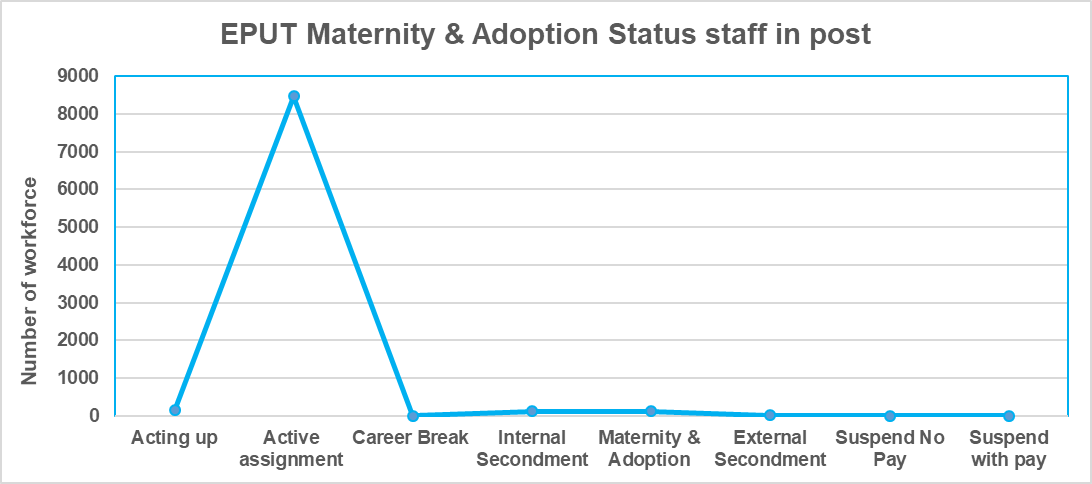 EPUT Maternity & Adoption Status staff in post
Number of workforce
9000
8000
7000
6000
5000
4000
3000
2000
1000
0
Acting up
Active
assignment
Career Break
Internal
Secondment
Maternity &
Adoption
External
Secondment
Suspend No
Pay
Suspend
with pay